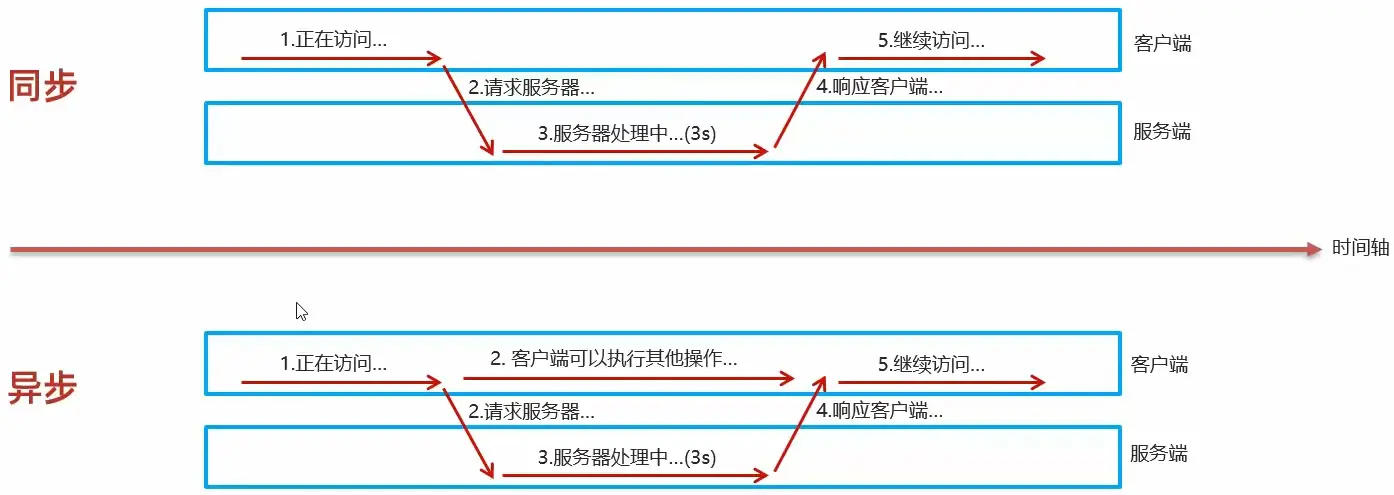 1.正在访问...
5.继续访问...
客户端
同步
2.请求服务器...
4.响应客户端...
3.服务器处理中...(3s)
服务端
时间轴
1.正在访问...
2. 客户端可以执行其他操作...
5.继续访问...
客户端
异步
2.请求服务器...
4.响应客户端...
3.服务器处理中...(3s)
服务端